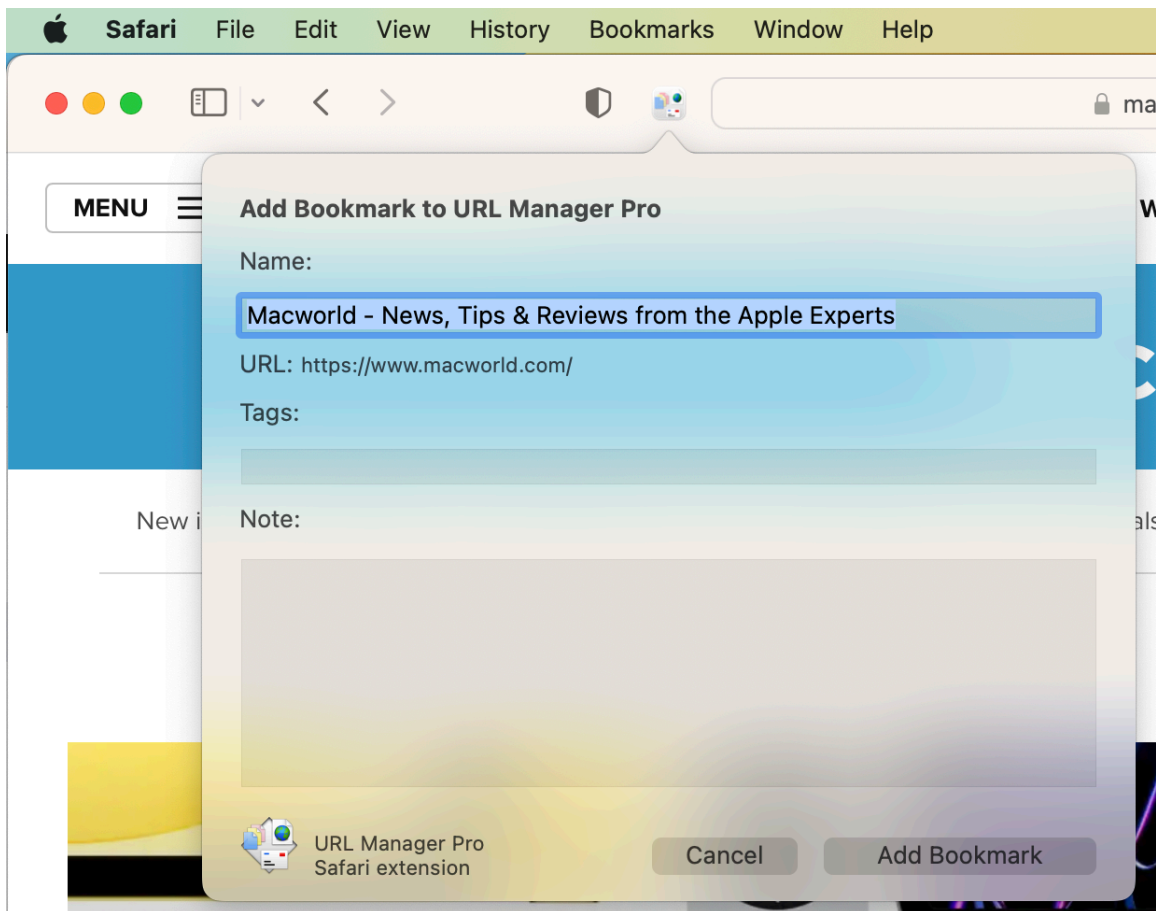 Safari File Edit View History Bookmarks Window Help
MENU
Add Bookmark to URL Manager Pro
Name:
Macworld - News, Tips & Reviews from the Apple Experts
URL: https://www.macworld.com/
Tags:
New
Note:
URL Manager Pro
Safari extension
Cancel Add Bookmark